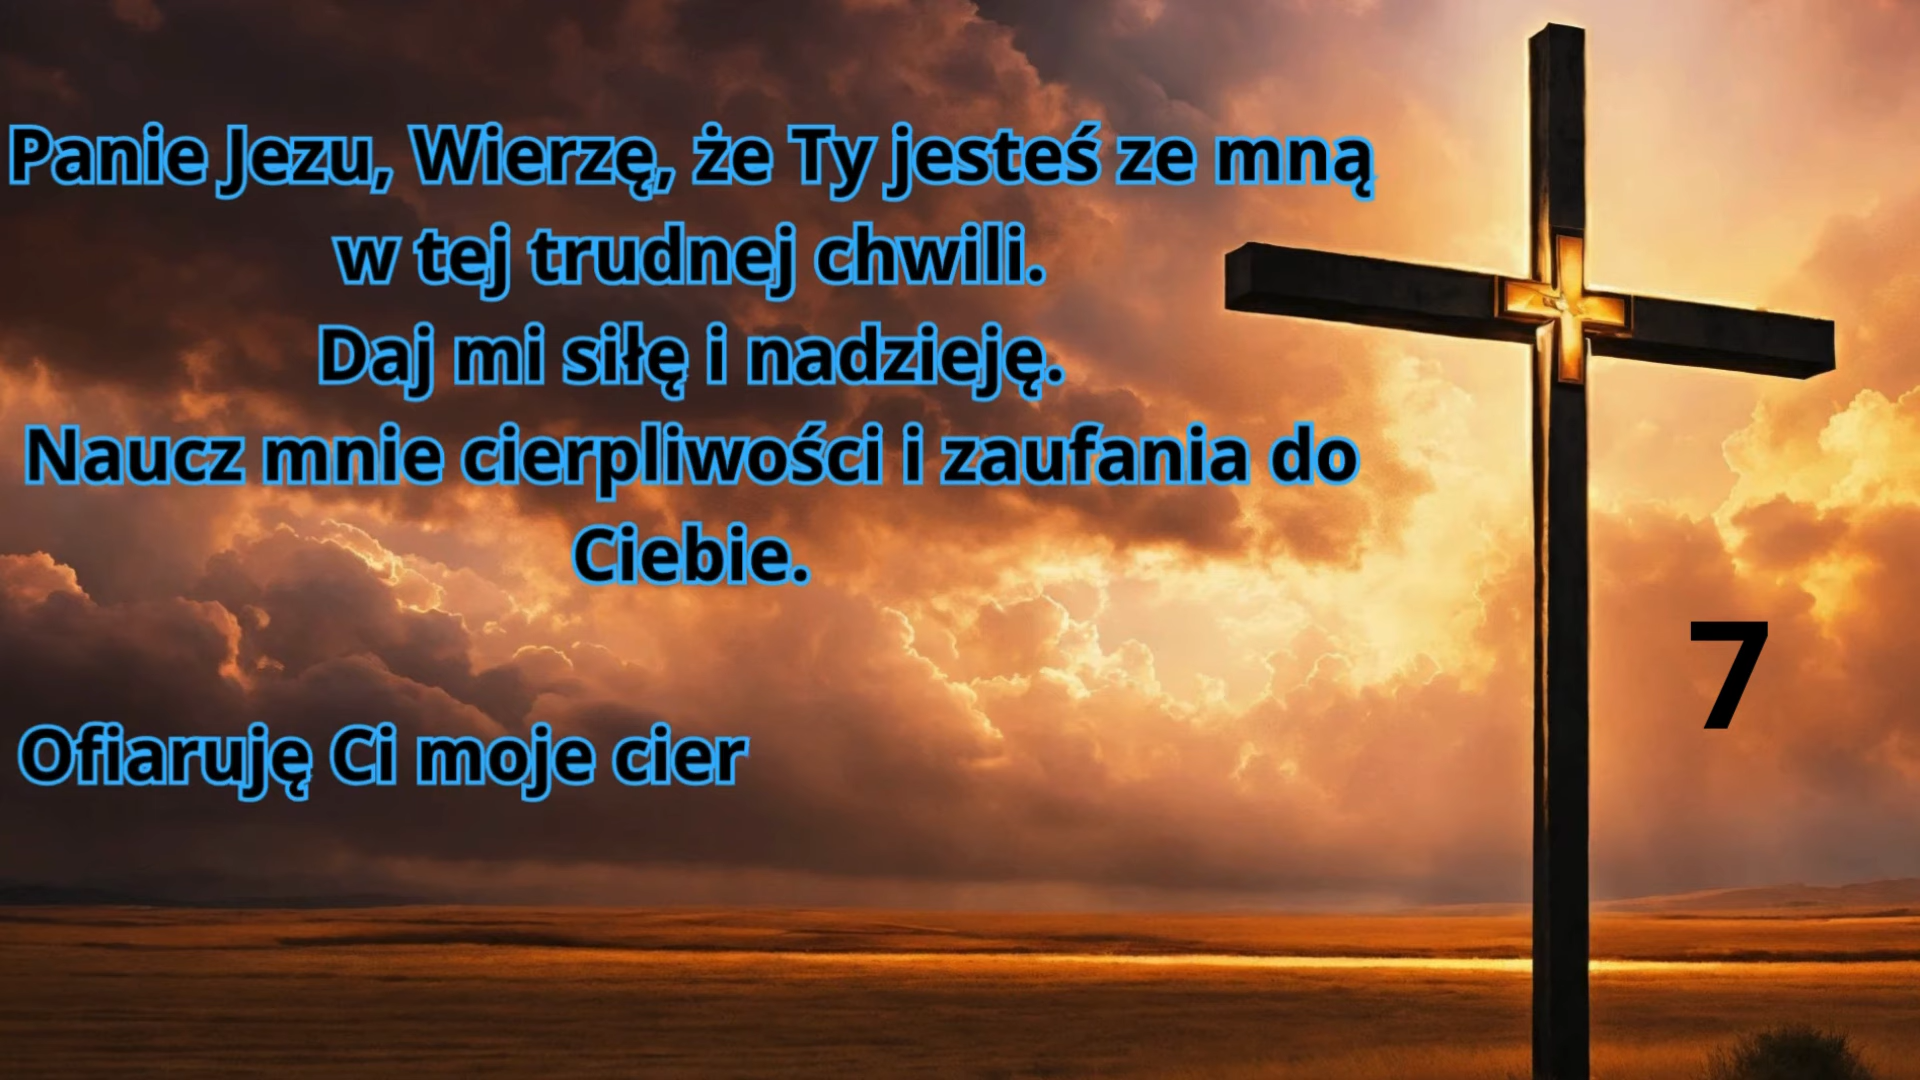 Panie Jezu, Wierzę, że Ty jesteś ze mną
w tej trudnej chwili.
Daj mi siłę i nadzieję.
Naucz mnie cierpliwości i zaufania do
Ciebie.
7
Ofiaruję Ci moje cier